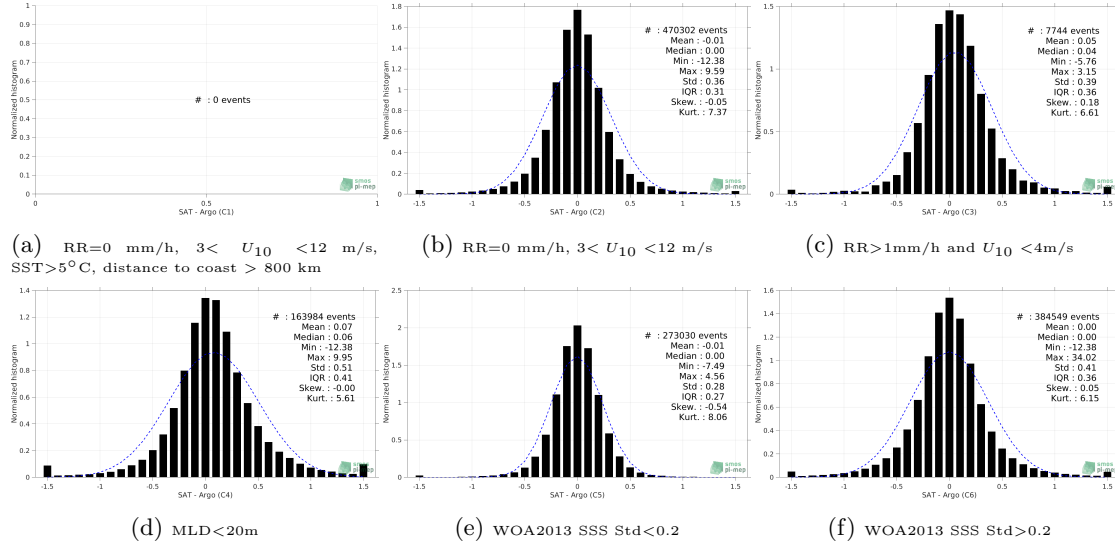 1
0.9
0.8
0.7
0.6
0.5
0.4
0.3
0.2
0.1
0
Normalized histogram
# : 0 events
smos
pi-mep
0 0.5 1
SAT - Argo (C1)
(a) RR=0 mm/h, 3< U10 <12 m/s,
SST>5°C, distance to coast > 800 km
1.8
1.6
1.4
1.2
1
0.8
0.6
0.4
0.2
0
Normalized histogram
# : 470302 events
Mean : -0.01
Median : 0.00
Min : -12.38
Max : 9.59
Std : 0.36
IQR : 0.31
Skew. : -0.05
Kurt. : 7.37
smos
pi-mep
-1.5 -1 -0.5 0 0.5 1 1.5
SAT - Argo (C2)
(b) RR=0 mm/h, 3< U10 <12 m/s
1.5
1
0.5
0
Normalized histogram
# : 7744 events
Mean : 0.05
Median : 0.04
Min : -5.76
Max : 3.15
Std : 0.39
IQR : 0.36
Skew. : 0.18
Kurt. : 6.61
smos
pi-mep
-1.5 -1 -0.5 0 0.5 1 1.5
SAT - Argo (C3)
(c) RR>1mm/h and U10 <4m/s
1.4
1.2
1
0.8
0.6
0.4
0.2
0
Normalized histogram
# : 163984 events
Mean : 0.07
Median : 0.06
Min : -12.38
Max : 9.95
Std : 0.51
IQR : 0.41
Skew. : -0.00
Kurt. : 5.61
smos
pi-mep
-1.5 -1 -0.5 0 0.5 1 1.5
SAT - Argo (C4)
(d) MLD<20m
2.5
2
1.5
1
0.5
0
Normalized histogram
# : 273030 events
Mean : -0.01
Median : 0.00
Min : -7.49
Max : 4.56
Std : 0.28
IQR : 0.27
Skew. : -0.54
Kurt. : 8.06
smos
pi-mep
-1.5 -1 -0.5 0 0.5 1 1.5
SAT - Argo (C5)
(e) WOA2013 SSS Std<0.2
1.6
1.4
1.2
1
0.8
0.6
0.4
0.2
0
Normalized histogram
# : 384549 events
Mean : 0.00
Median : 0.00
Min : -12.38
Max : 34.02
Std : 0.41
IQR : 0.36
Skew. : 0.05
Kurt. : 6.15
smos
pi-mep
-1.5 -1 -0.5 0 0.5 1 1.5
SAT - Argo (C6)
(f) WOA2013 SSS Std>0.2